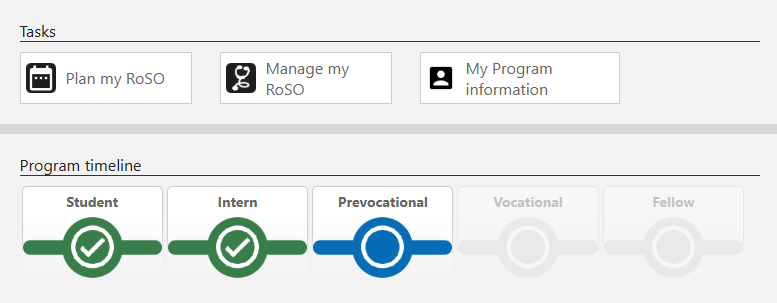 Tasks
Plan my RoSO
Manage my
RoSO
My Program
information
Program timeline
Student
Intern
Prevocational
Vocational
Fellow